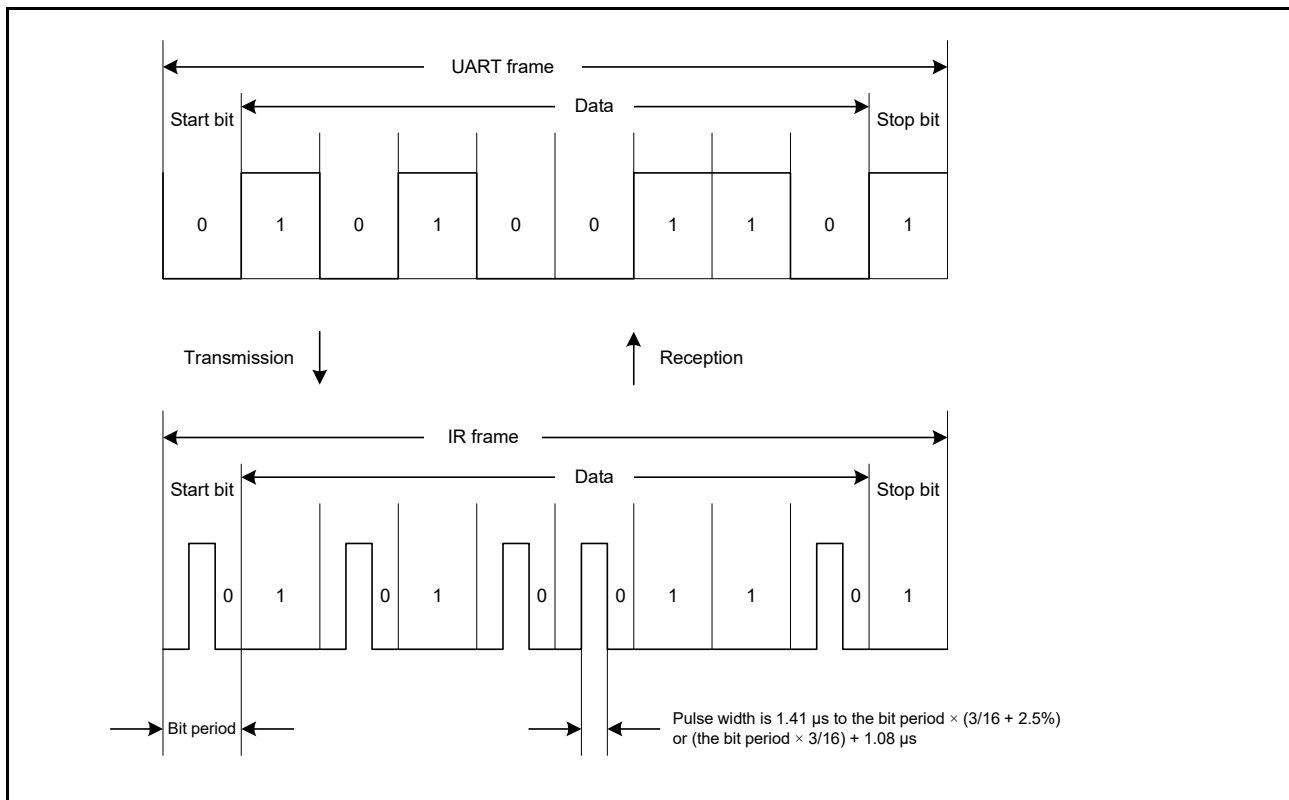 UART frame
Data
Start bit
Stop bit
0 1 0 1 0 0 1 1 0 1
Transmission
Reception
IR frame
Data
Start bit
Stop bit
0 1 0 1 0 0 1 1 0 1
Bit period
Pulse width is 1.41 µs to the bit period × (3/16 + 2.5%)
or (the bit period × 3/16) + 1.08 µs